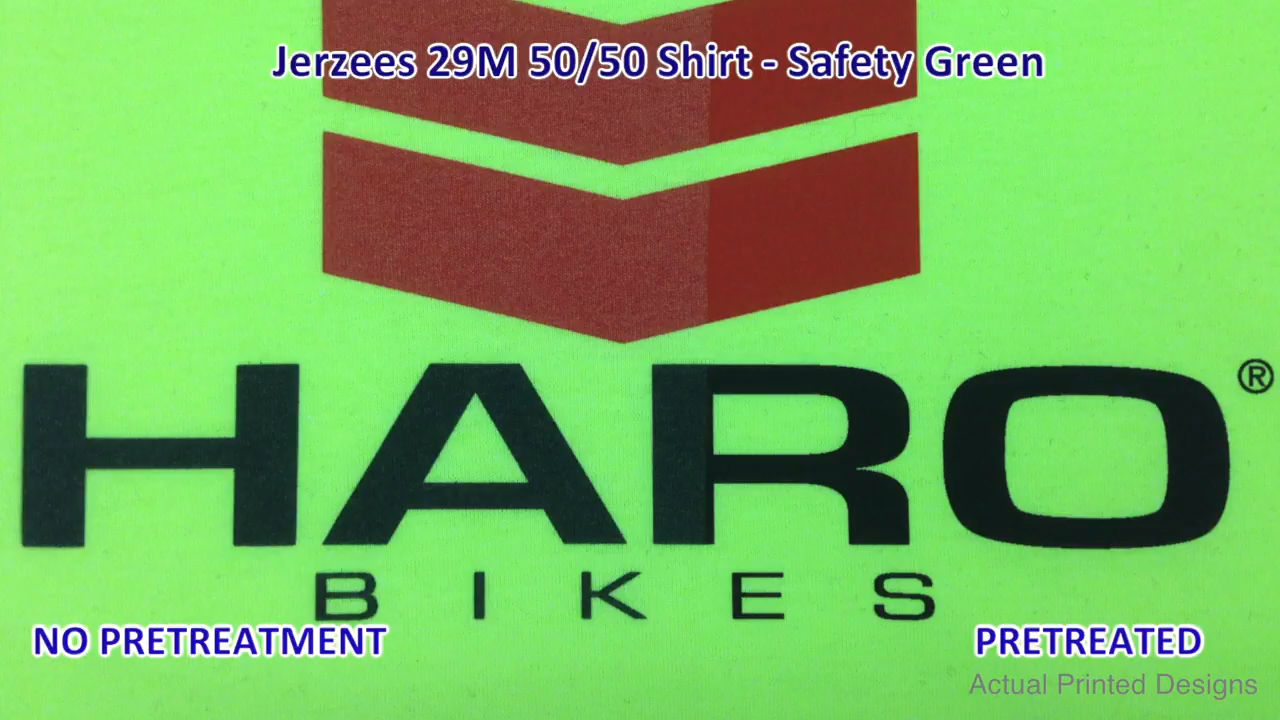 Jerzees 29M 50/50 Shirt - Safety Green
HARO®
BIKES
NO PRETREATMENT
PRETREATED
Actual Printed Designs